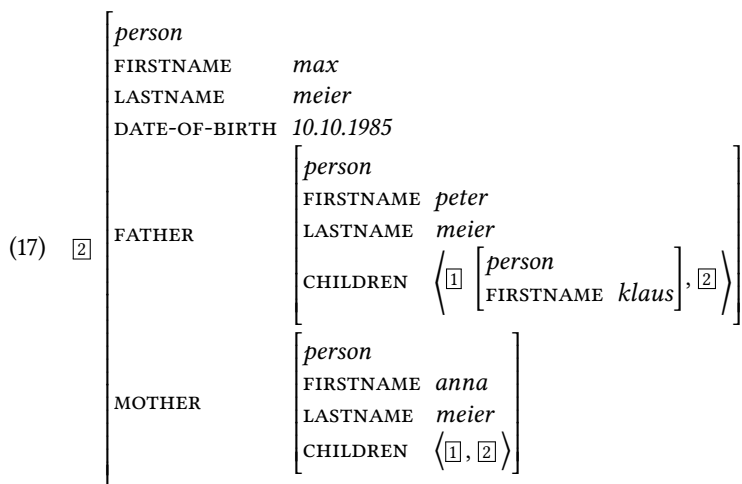 person
FIRSTNAME max
LASTNAME meier
DATE-OF-BIRTH 10.10.1985
person
FIRSTNAME peter
LASTNAME meier
(17) 2 FATHER
CHILDREN ⟨ 1 [ person
FIRSTNAME klaus ] , 2 ⟩
person
FIRSTNAME anna
MOTHER
LASTNAME meier
CHILDREN ⟨ 1 , 2 ⟩